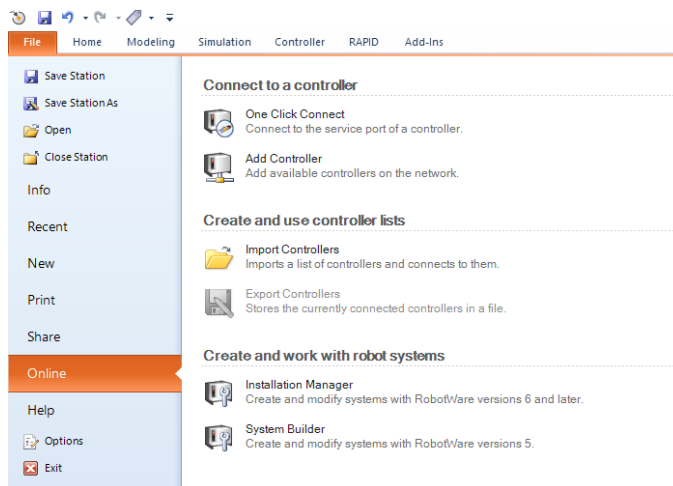 File Home Modeling Simulation Controller RAPID Add-Ins
Save Station
Save Station As
Open
Close Station
Info
Recent
New
Print
Share
Online
Help
Options
Exit
Connect to a controller
One Click Connect
Connect to the service port of a controller.
Add Controller
Add available controllers on the network.
Create and use controller lists
Import Controllers
Imports a list of controllers and connects to them.
Export Controllers
Stores the currently connected controllers in a file.
Create and work with robot systems
Installation Manager
Create and modify systems with RobotWare versions 6 and later.
System Builder
Create and modify systems with RobotWare versions 5.